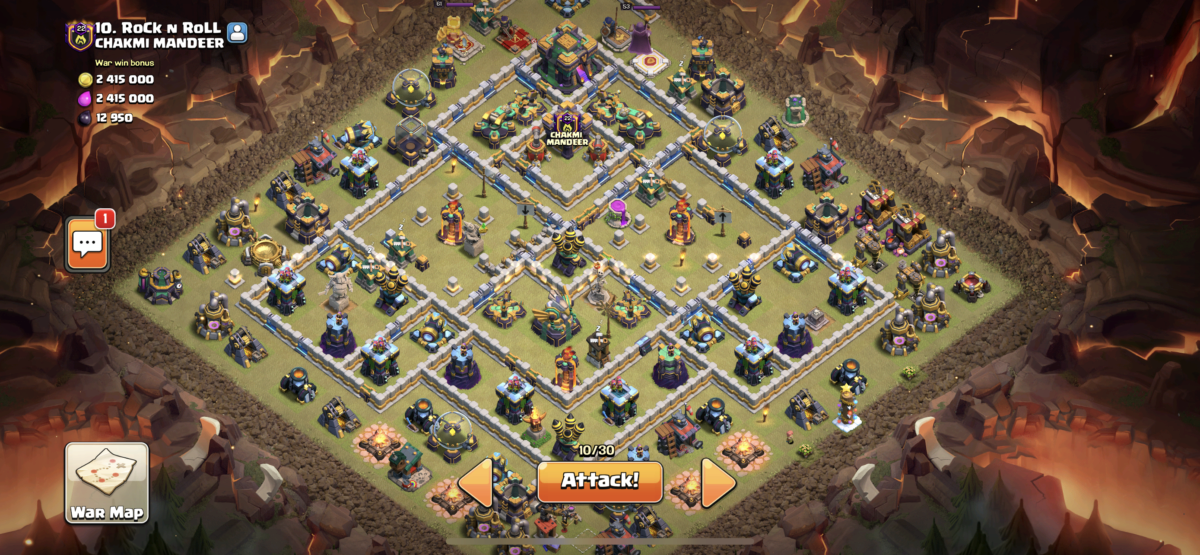 10. RoCk n RoLL
CHAKMI MANDEER
War win bonus
2 415 000
2 415 000
12 950
22
CHAKMI
MANDEER
1
10/30
Attack!
War Map